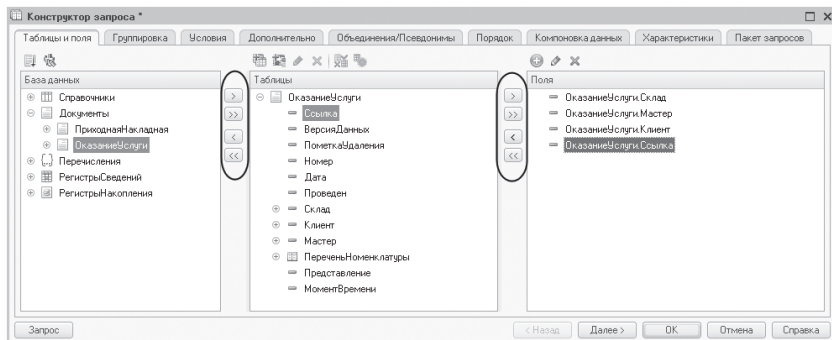 Конструктор запроса *
Таблицы и поля Группировка Условия Дополнительно Объединения/Псевдонимы Порядок Компоновка данных Характеристики Пакет запросов
База данных
Справочники
Документы
ПриходнаяНакладная
ОказаниеУслуги
Перечисления
РегистрыСведений
РегистрыНакопления
>
>>
<
<<
Таблицы
ОказаниеУслуги
Ссылка
ВерсияДанных
ПометкаУдаления
Номер
Дата
Проведен
Склад
Клиент
Мастер
ПереченьНоменклатуры
Представление
МоментВремени
>
>>
<
<<
Поля
ОказаниеУслуги.Склад
ОказаниеУслуги.Мастер
ОказаниеУслуги.Клиент
ОказаниеУслуги.Ссылка
Запрос < Назад Далее > OK Отмена Справка